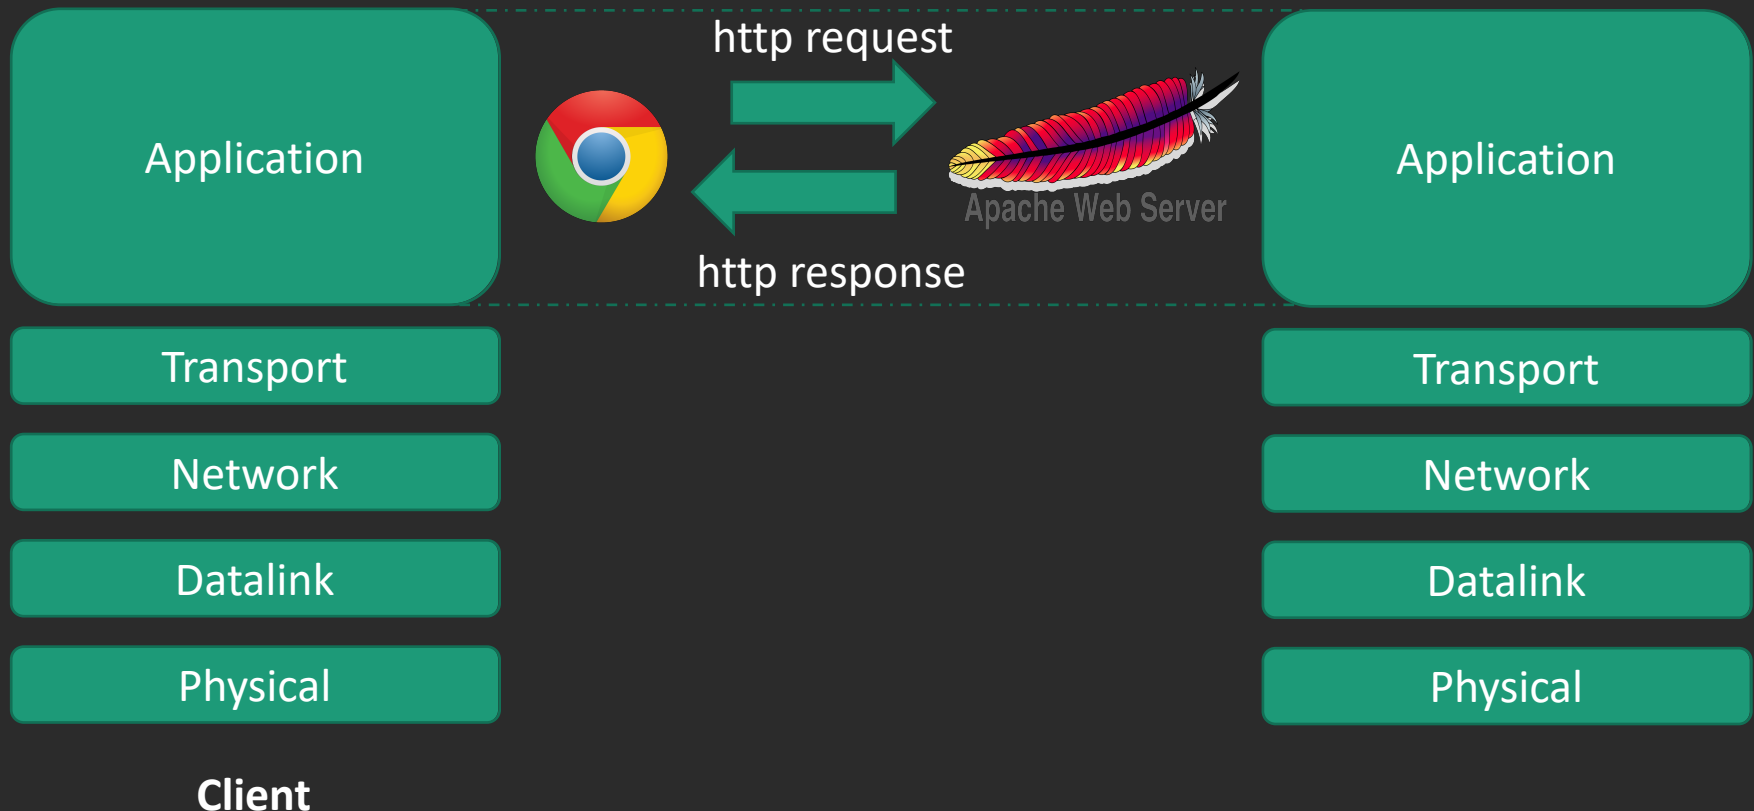 http request
Application
Application
Apache Web Server
http response
Transport
Transport
Network
Network
Datalink
Datalink
Physical
Physical
Client